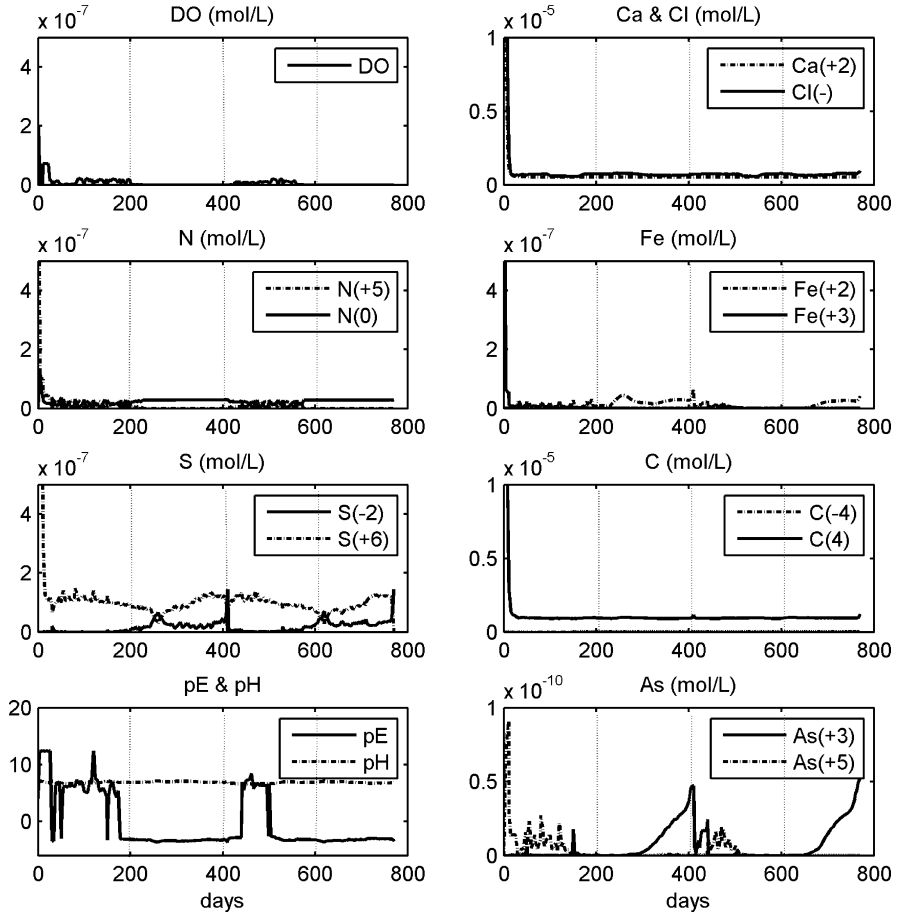 DO (mol/L)
x 10-7
4
2
0
0 200 400 600 800
DO
Ca & Cl (mol/L)
x 10-5
1
0.5
0
0 200 400 600 800
Ca(+2)
Cl(-)
N (mol/L)
x 10-7
4
2
0
0 200 400 600 800
N(+5)
N(0)
Fe (mol/L)
x 10-7
4
2
0
0 200 400 600 800
Fe(+2)
Fe(+3)
S (mol/L)
x 10-7
4
2
0
0 200 400 600 800
S(-2)
S(+6)
C (mol/L)
x 10-5
1
0.5
0
0 200 400 600 800
C(-4)
C(4)
pE & pH
20
10
0
0 200 400 600 800
days
pE
pH
As (mol/L)
x 10-10
1
0.5
0
0 200 400 600 800
days
As(+3)
As(+5)